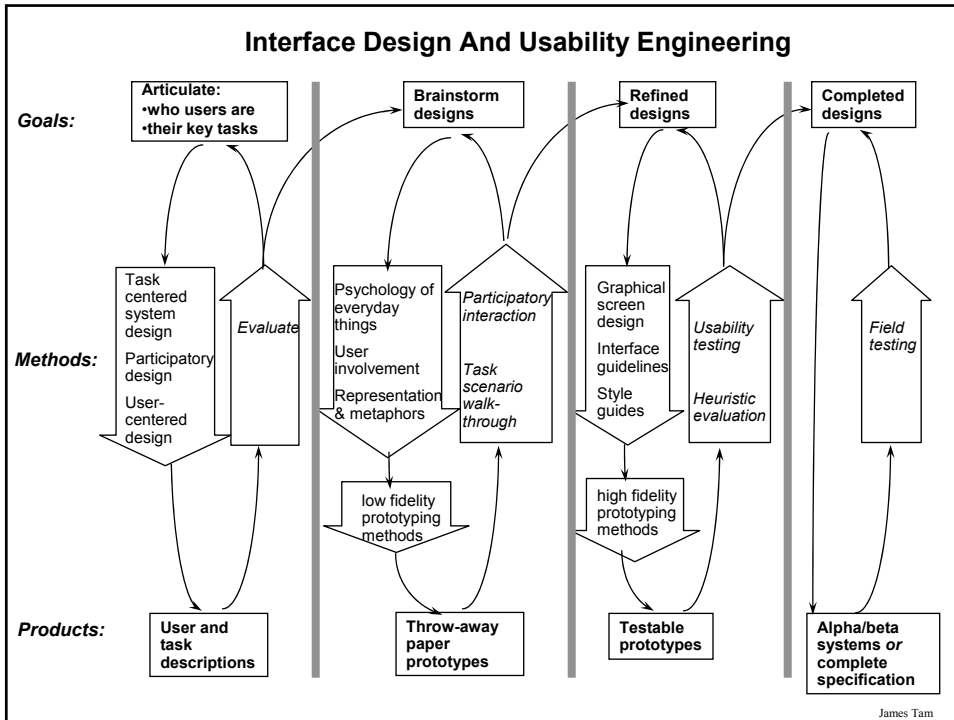 Interface Design And Usability Engineering
Goals:
Articulate:
•who users are
•their key tasks
Brainstorm
designs
Refined
designs
Completed
designs
Methods:
Task
centered
system
design
Participatory
design
User-
centered
design
Evaluate
Psychology of
everyday
things
User
involvement
Representation
& metaphors
Participatory
interaction
Task
scenario
walk-
through
Graphical
screen
design
Interface
guidelines
Style
guides
Usability
testing
Heuristic
evaluation
Field
testing
low fidelity
prototyping
methods
high fidelity
prototyping
methods
Products:
User and
task
descriptions
Throw-away
paper
prototypes
Testable
prototypes
Alpha/beta
systems or
complete
specification
James Tam